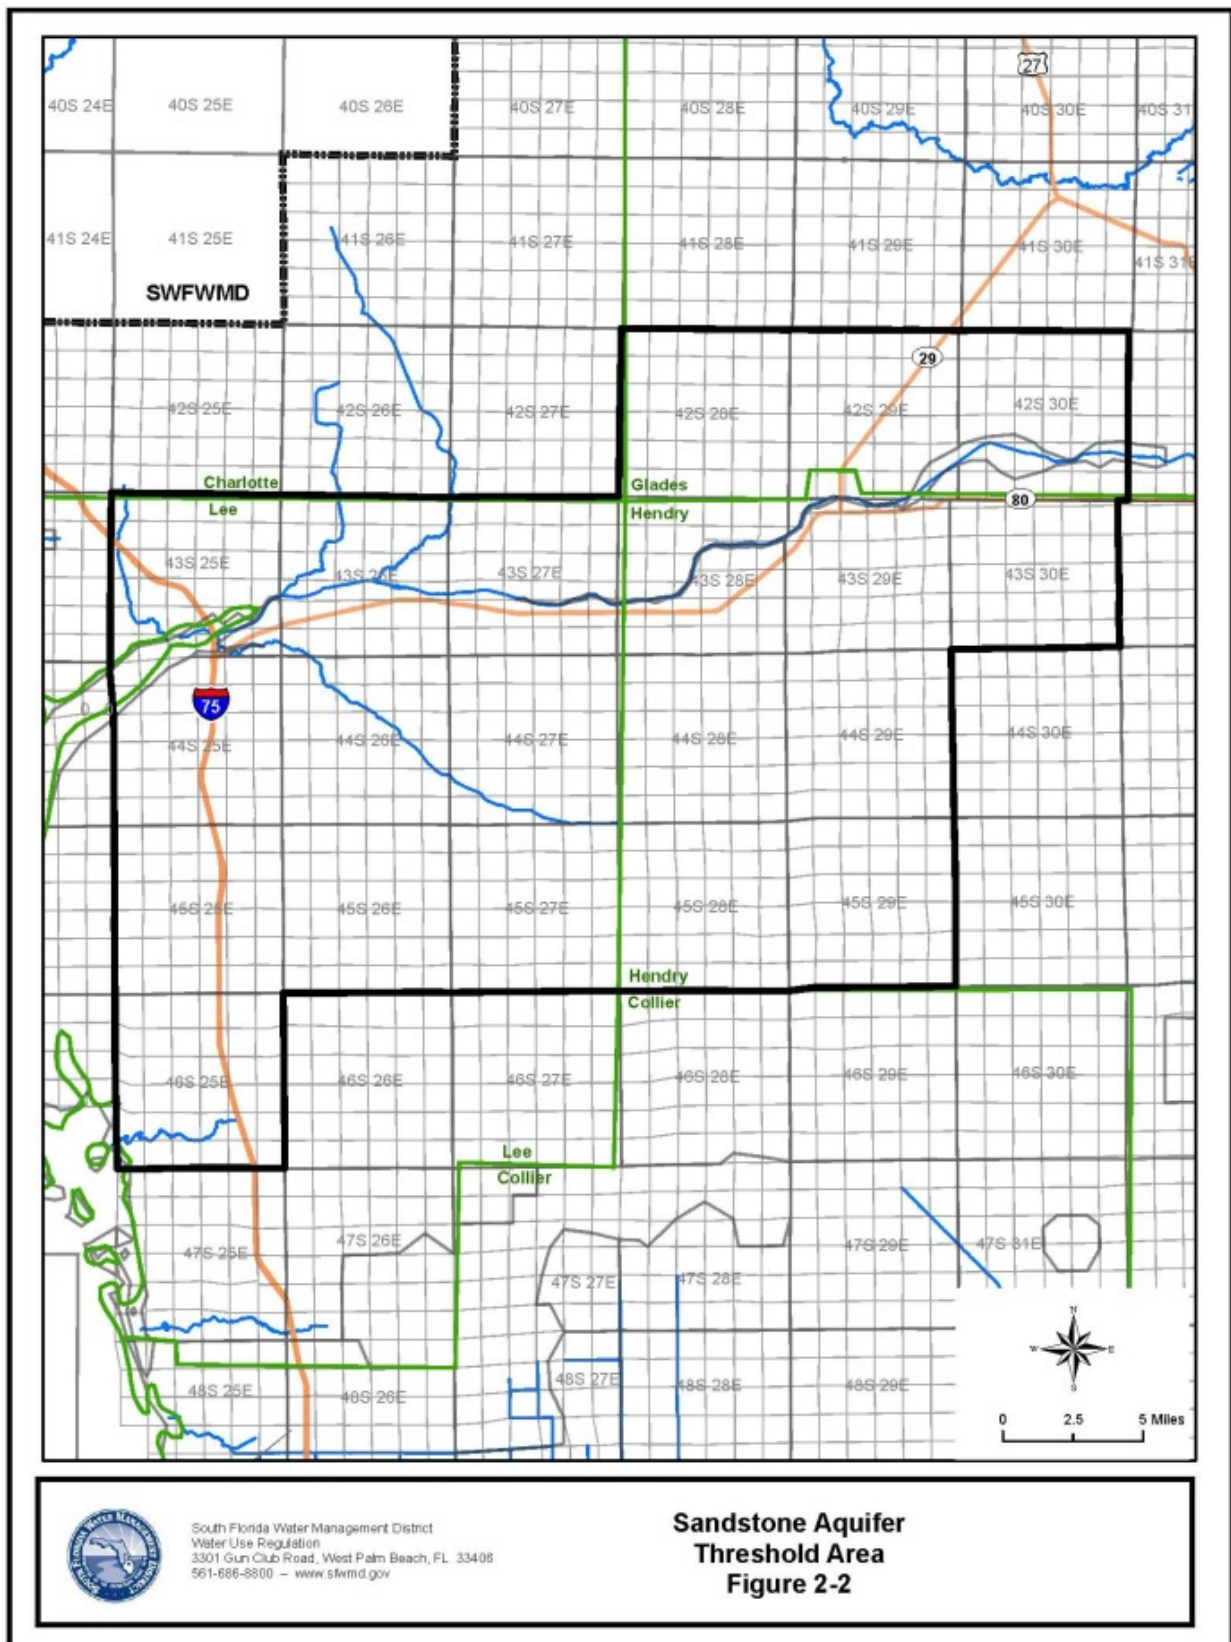 27
40S 24E
40S 25E
40S 26E
40S 27E
40S 28E
40S 29E
40S 30E
40S 31
41S 24E
41S 25E
41S 26E
41S 27E
41S 28E
41S 29E
41S 30E
41S 31E
SWFWMD
29
42S 25E
42S 26E
42S 27E
42S 28E
42S 29E
42S 30E
Charlotte
Lee
Glades
Hendry
80
43S 25E
43S 26E
43S 27E
43S 28E
43S 29E
43S 30E
75
44S 25E
44S 26E
44S 27E
44S 28E
44S 29E
44S 30E
45S 25E
45S 26E
45S 27E
45S 28E
45S 29E
45S 30E
Hendry
Collier
46S 25E
46S 26E
46S 27E
46S 28E
46S 29E
46S 30E
Lee
Collier
47S 25E
47S 26E
47S 27E
47S 28E
47S 29E
47S 31E
48S 25E
48S 26E
48S 27E
48S 28E
48S 29E
N
W E
S
0 2.5 5 Miles
SOUTH FLORIDA WATER MANAGEMENT DISTRICT
South Florida Water Management District
Water Use Regulation
3301 Gun Club Road, West Palm Beach, FL 33406
561-686-8800 – www.sfwmd.gov
Sandstone Aquifer
Threshold Area
Figure 2-2